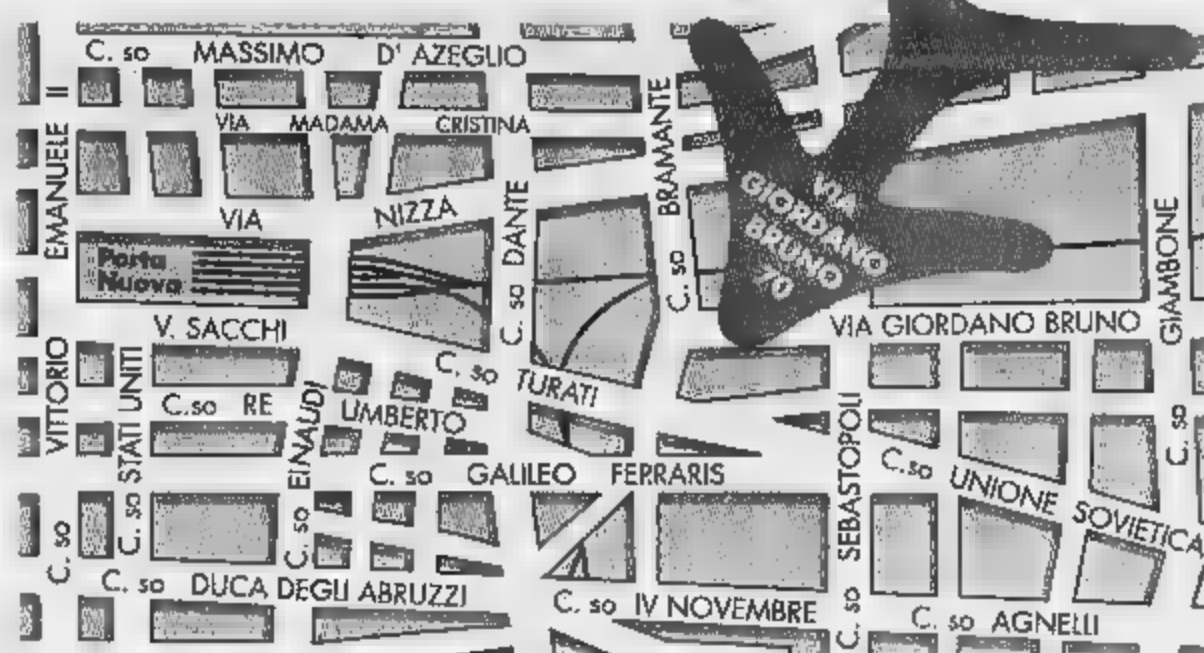 C. so MASSIMO D' AZEGLIO
VIA MADAMA CRISTINA
VIA NIZZA
Porta
Nuova
V. SACCHI
C.so RE UMBERTO
C. so TURATI
C. so GALILEO FERRARIS
C. so DUCA DEGLI ABRUZZI
C. so IV NOVEMBRE
C. so AGNELLI
C.so UNIONE SOVIETICA
VIA GIORDANO BRUNO
VIA
GIORDANO
BRUNO
70
C. so VITTORIO EMANUELE II
C. so STATI UNITI
C. so EINAUDI
C. so DANTE
C. so BRAMANTE
C. so SEBASTOPOLI
C. so GIAMBONE